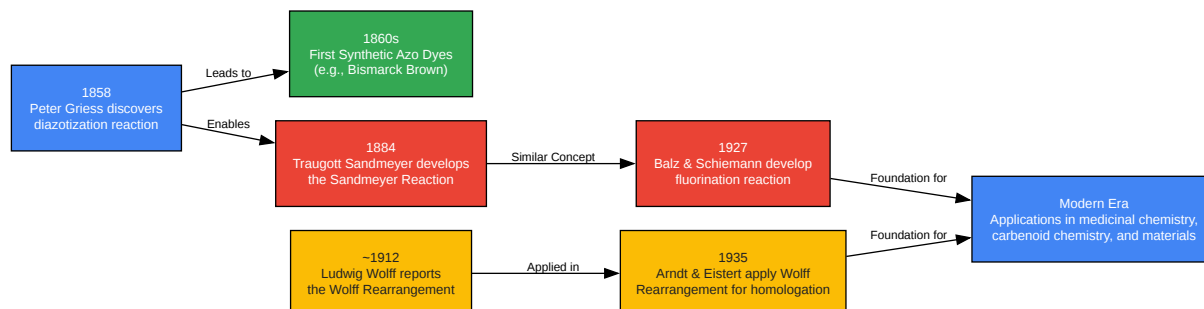 1858
Peter Griess discovers
diazotization reaction
Leads to
1860s
First Synthetic Azo Dyes
(e.g., Bismarck Brown)
Enables
1884
Traugott Sandmeyer develops
the Sandmeyer Reaction
Similar Concept
1927
Balz & Schiemann develop
fluorination reaction
Foundation for
~1912
Ludwig Wolff reports
the Wolff Rearrangement
Applied in
1935
Arndt & Eistert apply Wolff
Rearrangement for homologation
Foundation for
Modern Era
Applications in medicinal chemistry,
carbenoid chemistry, and materials